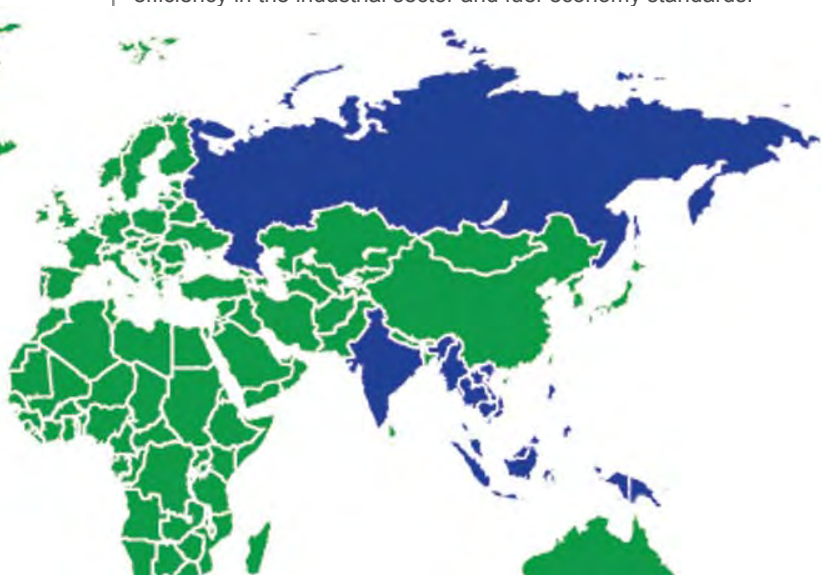 efficiency in the industrial sector and fuel economy standards.